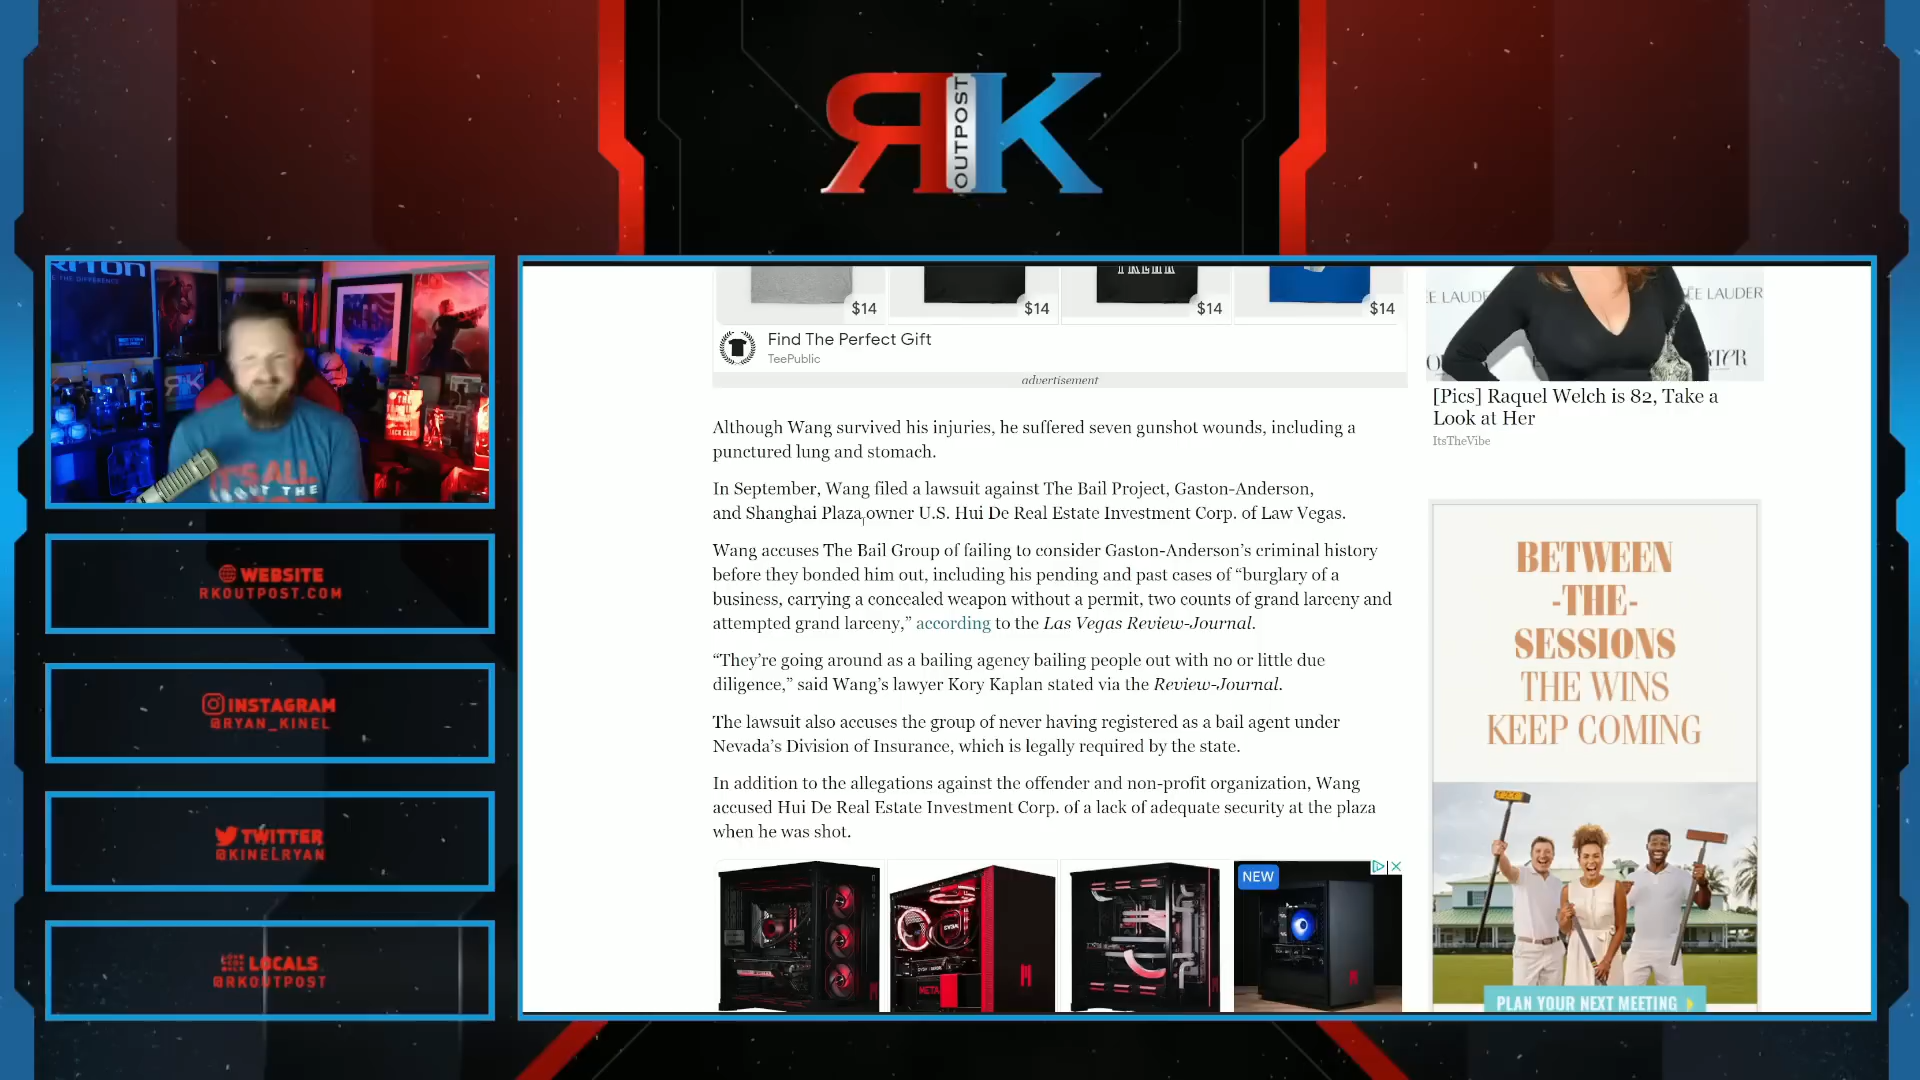 RK
OUTPOST
TRITON
E THE DIFFERENCE
IT'S ALL
ABOUT THE
WEBSITE
RKOUTPOST.COM
INSTAGRAM
@RYAN_KINEL
TWITTER
@KINELRYAN
LOCALS
@RKOUTPOST
$14
$14
$14
$14
Find The Perfect Gift
TeePublic
advertisement
Although Wang survived his injuries, he suffered seven gunshot wounds, including a
punctured lung and stomach.
In September, Wang filed a lawsuit against The Bail Project, Gaston-Anderson,
and Shanghai Plaza owner U.S. Hui De Real Estate Investment Corp. of Law Vegas.
Wang accuses The Bail Group of failing to consider Gaston-Anderson’s criminal history
before they bonded him out, including his pending and past cases of “burglary of a
business, carrying a concealed weapon without a permit, two counts of grand larceny and
attempted grand larceny,” according to the Las Vegas Review-Journal.
“They’re going around as a bailing agency bailing people out with no or little due
diligence,” said Wang’s lawyer Kory Kaplan stated via the Review-Journal.
The lawsuit also accuses the group of never having registered as a bail agent under
Nevada’s Division of Insurance, which is legally required by the state.
In addition to the allegations against the offender and non-profit organization, Wang
accused Hui De Real Estate Investment Corp. of a lack of adequate security at the plaza
when he was shot.
NEW
EE LAUDER
[Pics] Raquel Welch is 82, Take a
Look at Her
ItsTheVibe
BETWEEN
-THE-
SESSIONS
THE WINS
KEEP COMING
PLAN YOUR NEXT MEETING